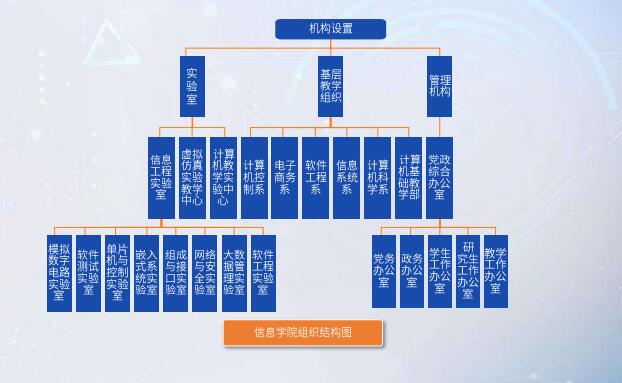 机构设置
实
验
室
基层
教学
组织
管理
机构
信息
工程
实验
室
虚拟
仿真
实验
教学
中心
计算
机教
学实
验中
心
计算
机控
制系
电子
商务
系
软件
工程
系
信息
系统
系
计算
机科
学系
计算
机基
础教
学部
党政
综合
办公
室
模拟
数字
电路
实验
室
软件
测试
实验
室
单片
机与
控制
实验
室
嵌入
式系
统实
验室
组成
与接
口实
验室
网络
与安
全实
验室
大数
据管
理实
验室
软件
工程
实验
室
党务
办公
室
政务
办公
室
学生
工作
办公
室
研
究生
工作
办公
室
教学
工作
办公
室
信息学院组织结构图